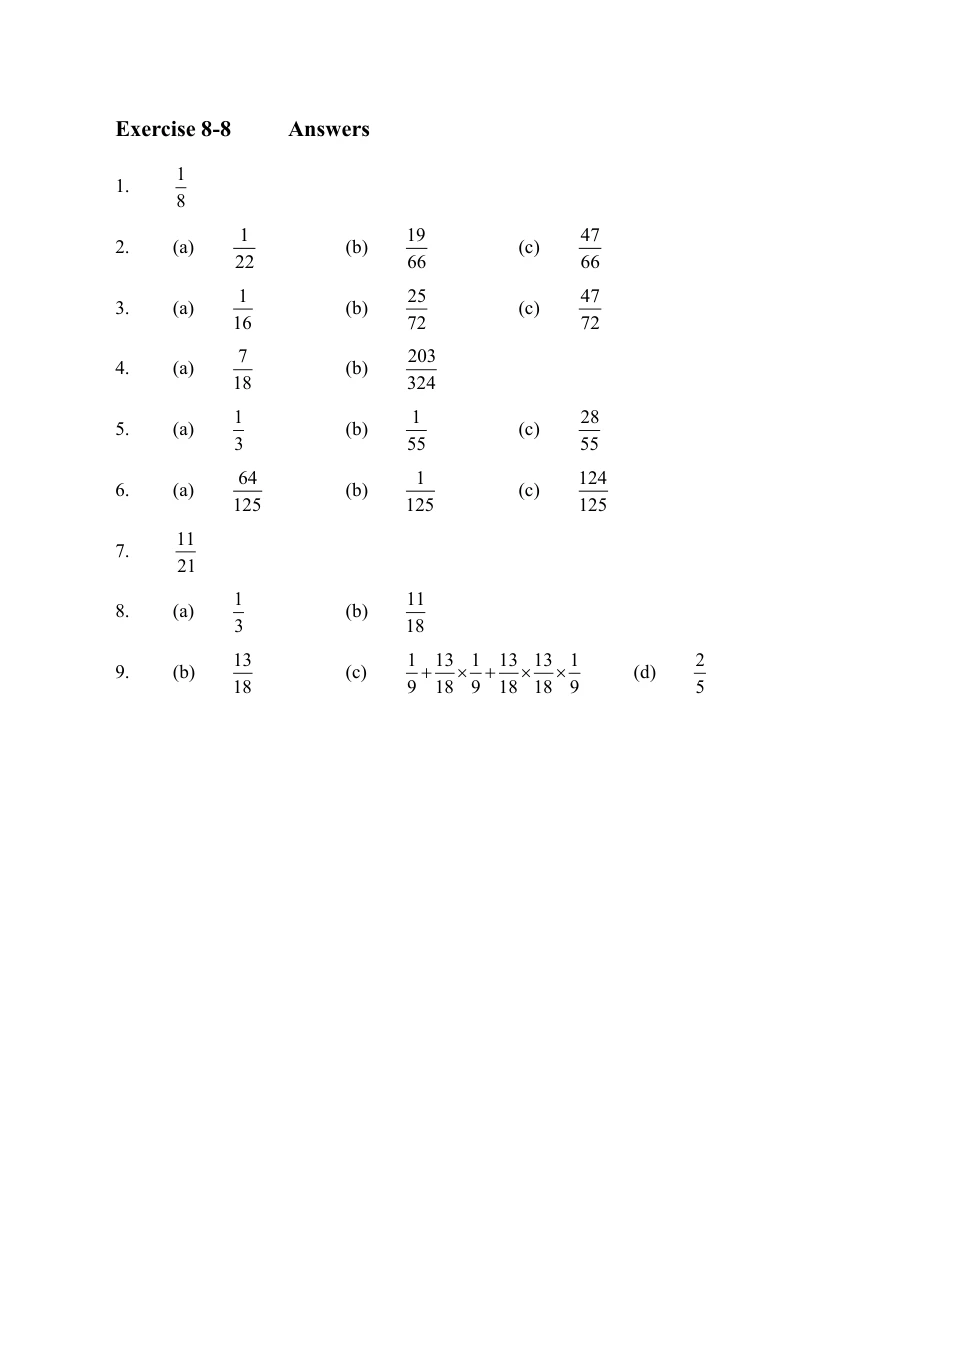 Exercise 8-8 Answers
1. 1/8
2. (a) 1/22 (b) 19/66 (c) 47/66
3. (a) 1/16 (b) 25/72 (c) 47/72
4. (a) 7/18 (b) 203/324
5. (a) 1/3 (b) 1/55 (c) 28/55
6. (a) 64/125 (b) 1/125 (c) 124/125
7. 11/21
8. (a) 1/3 (b) 11/18
9. (b) 13/18 (c) 1/9 + 13/18 × 1/9 + 13/18 × 13/18 × 1/9 (d) 2/5